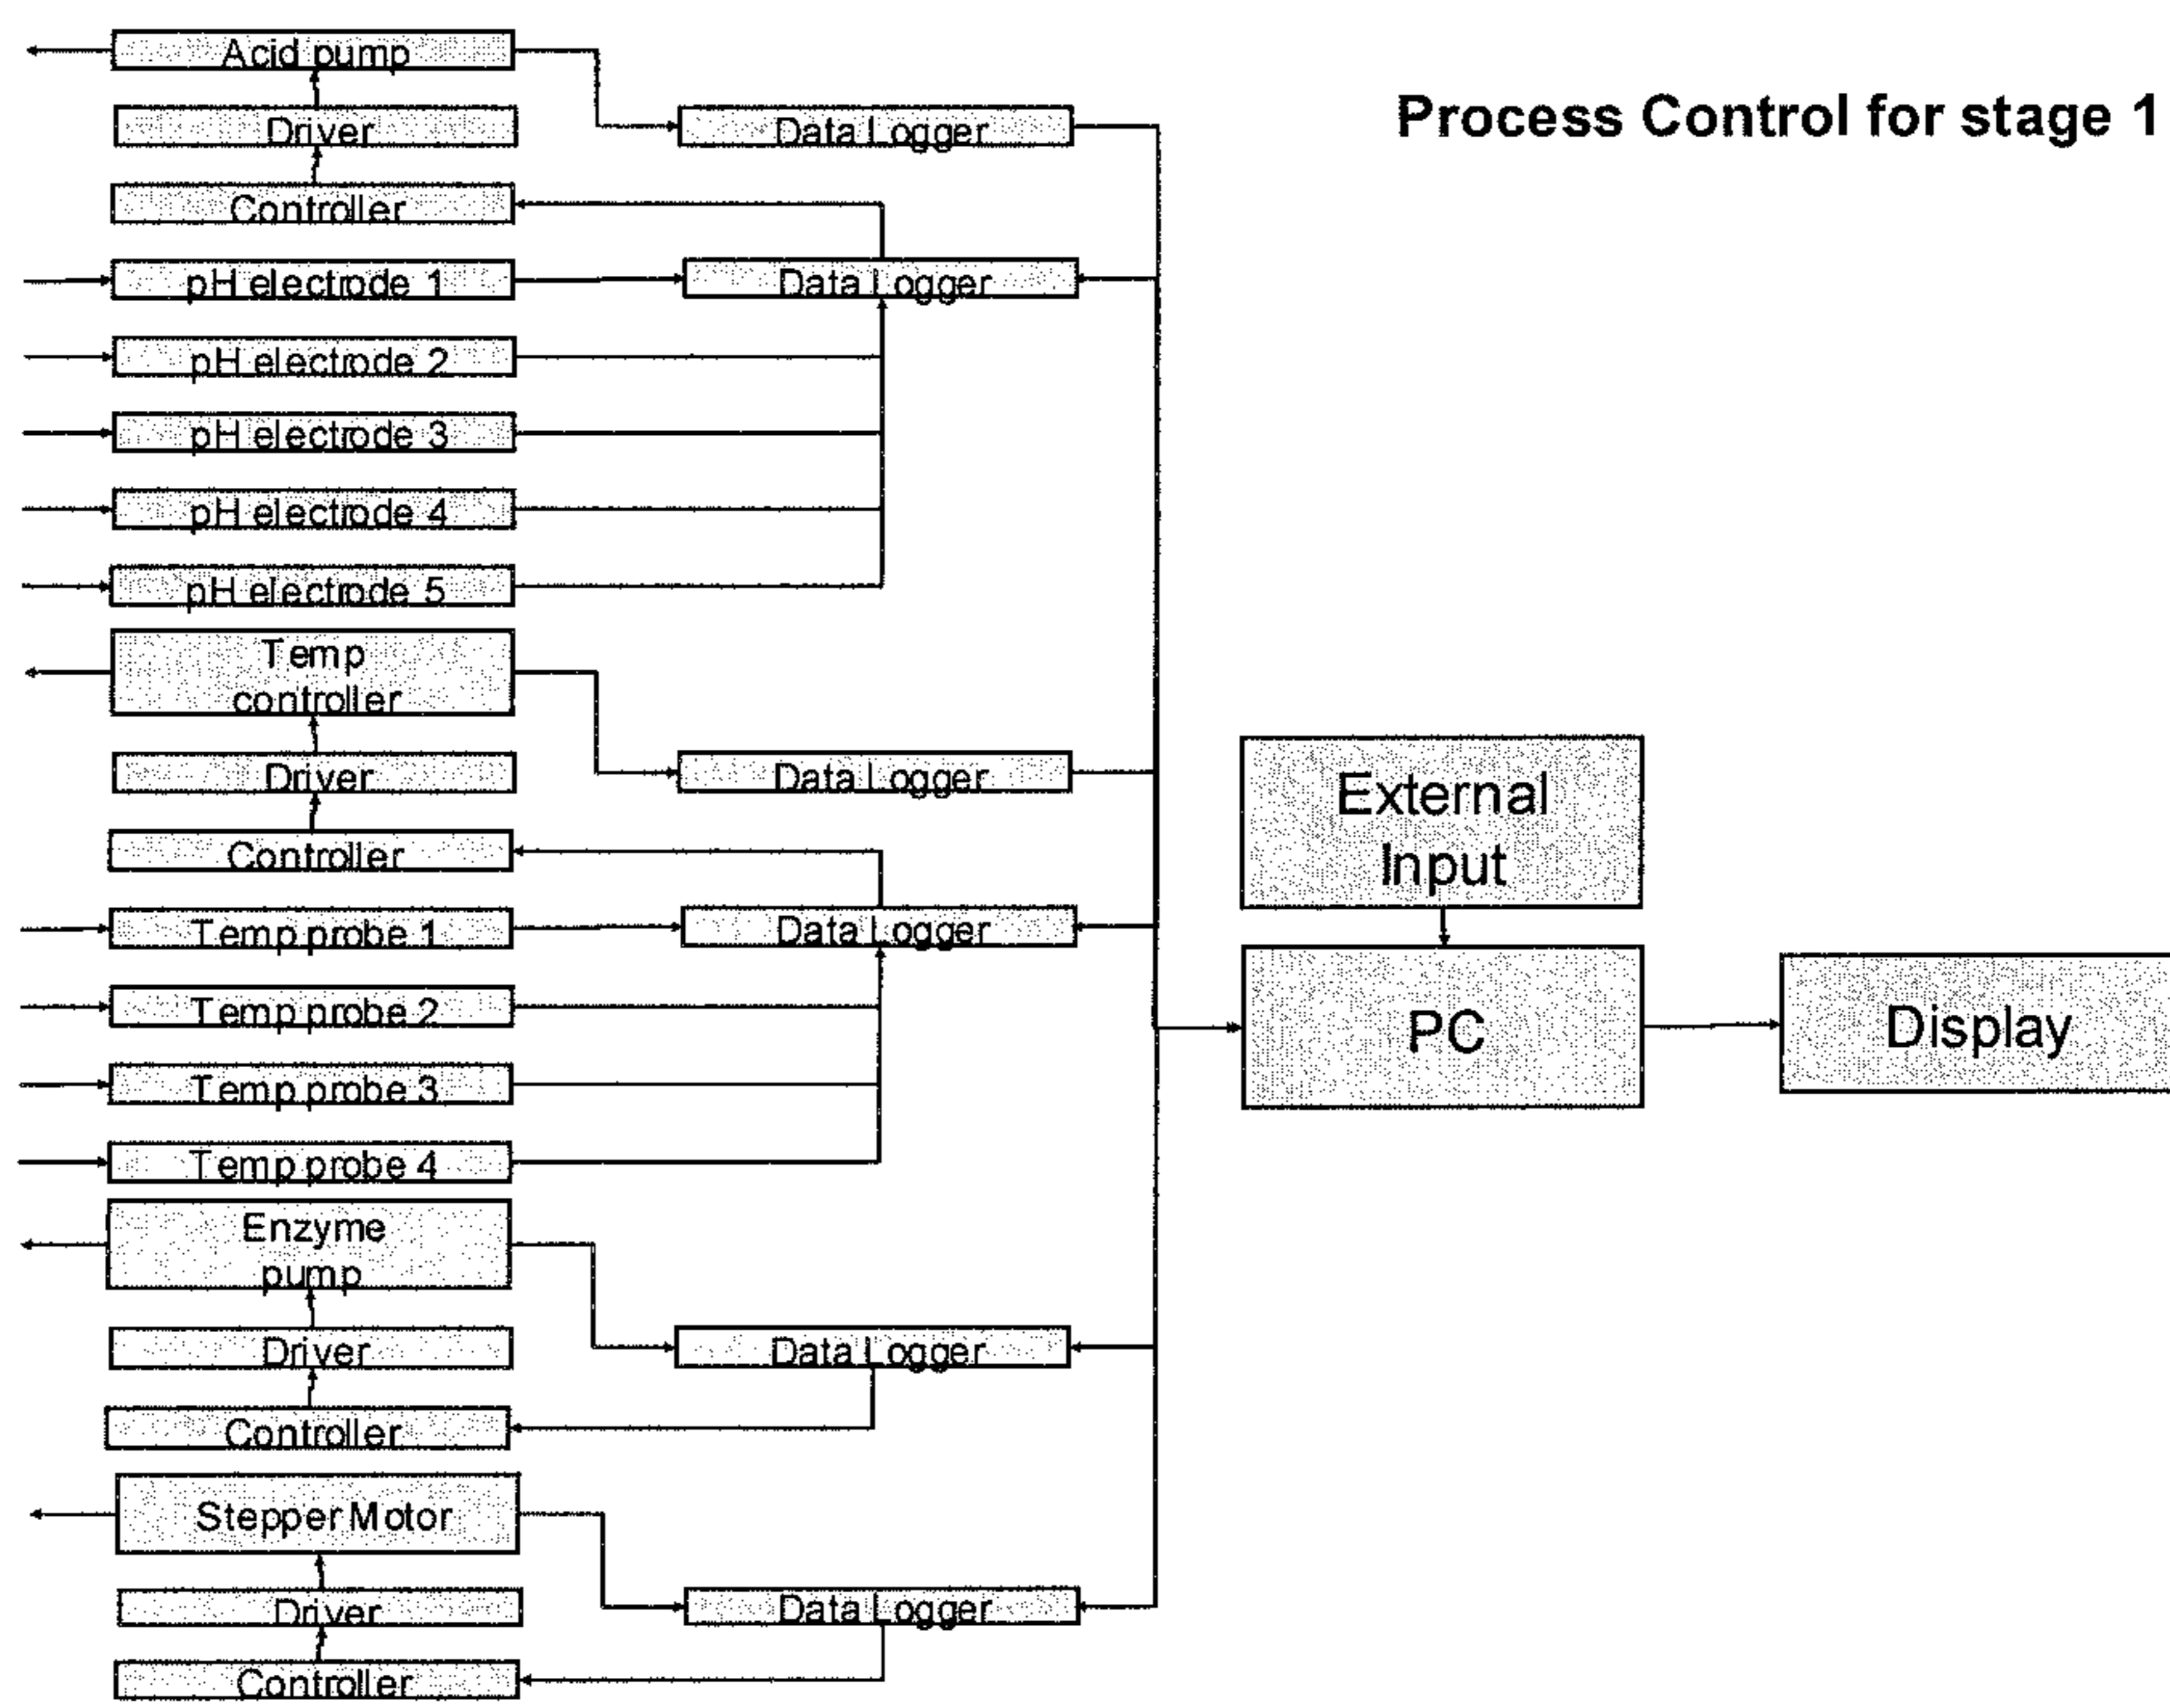 Process Control for stage 1
Acid pump
Driver
Data Logger
Controller
pH electrode 1
Data Logger
pH electrode 2
pH electrode 3
pH electrode 4
pH electrode 5
Temp
controller
Driver
Data Logger
Controller
Temp probe 1
Data Logger
Temp probe 2
Temp probe 3
Temp probe 4
External
Input
PC
Display
Enzyme
pump
Driver
Data Logger
Controller
Stepper Motor
Driver
Data Logger
Controller